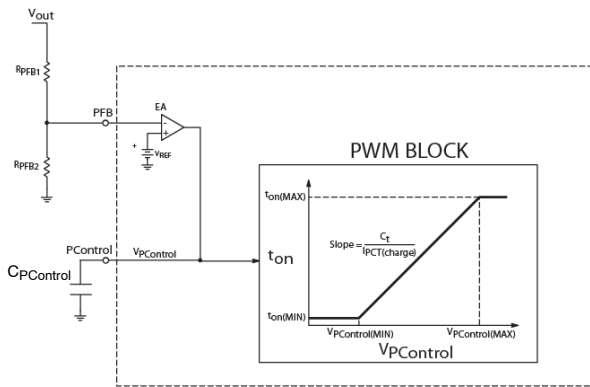 Vout
RPFB1
PFB
EA
-
+
+
VREF
RPFB2
PControl
VPControl
CPControl
PWM BLOCK
ton(MAX)
Slope = Ct / IPCT(charge)
ton
ton(MIN)
VPControl(MIN)
VPControl(MAX)
VPControl